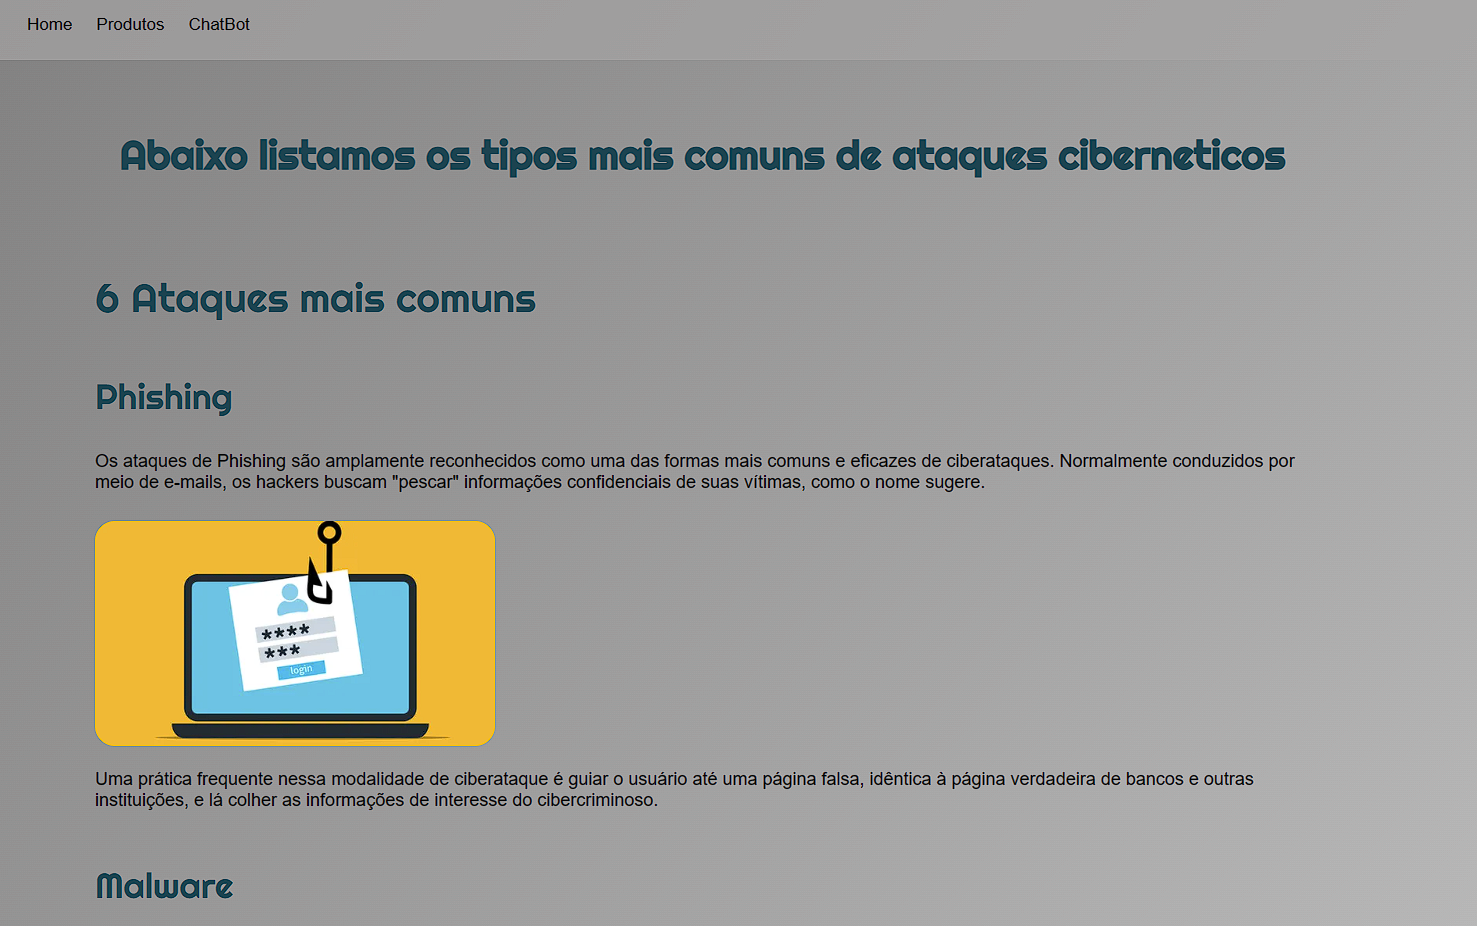 Home Produtos ChatBot
Abaixo listamos os tipos mais comuns de ataques ciberneticos
6 Ataques mais comuns
Phishing
Os ataques de Phishing são amplamente reconhecidos como uma das formas mais comuns e eficazes de ciberataques. Normalmente conduzidos por
meio de e-mails, os hackers buscam "pescar" informações confidenciais de suas vítimas, como o nome sugere.
****
***
login
Uma prática frequente nessa modalidade de ciberataque é guiar o usuário até uma página falsa, idêntica à página verdadeira de bancos e outras
instituições, e lá colher as informações de interesse do cibercriminoso.
Malware